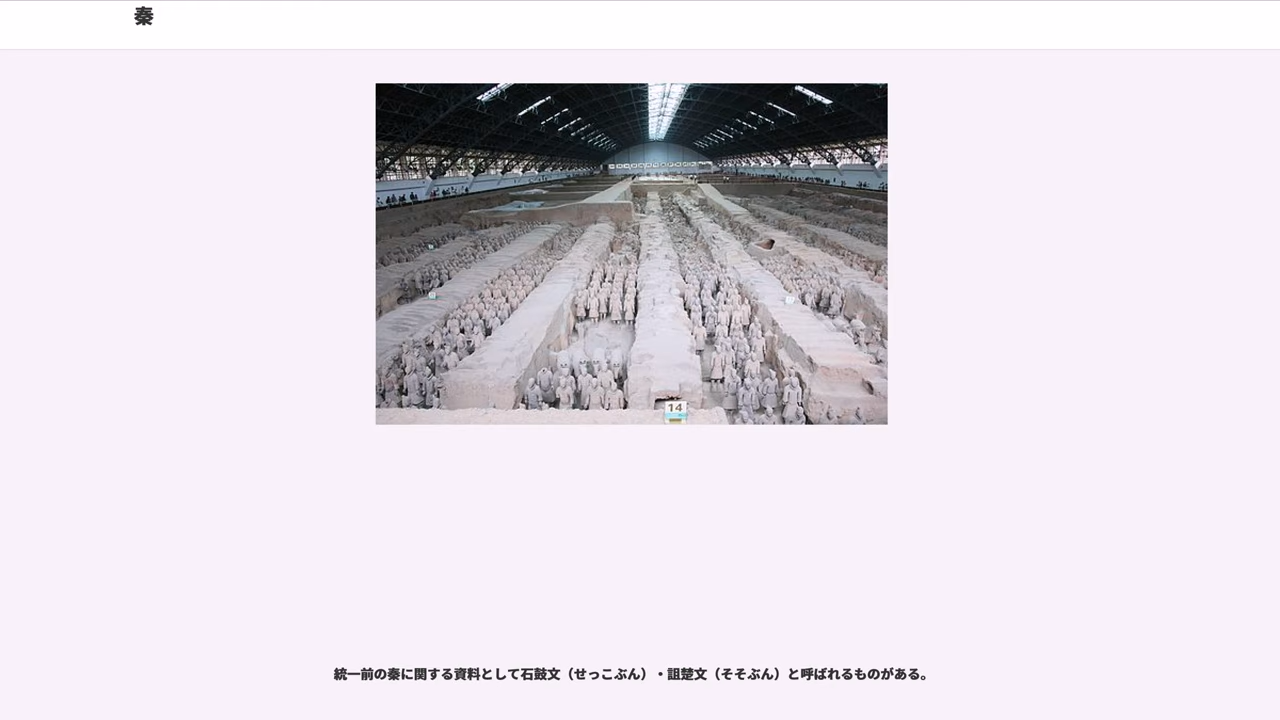 秦
14
統一前の秦に関する資料として石鼓文（せっこぶん）・詛楚文（そそぶん）と呼ばれるものがある。